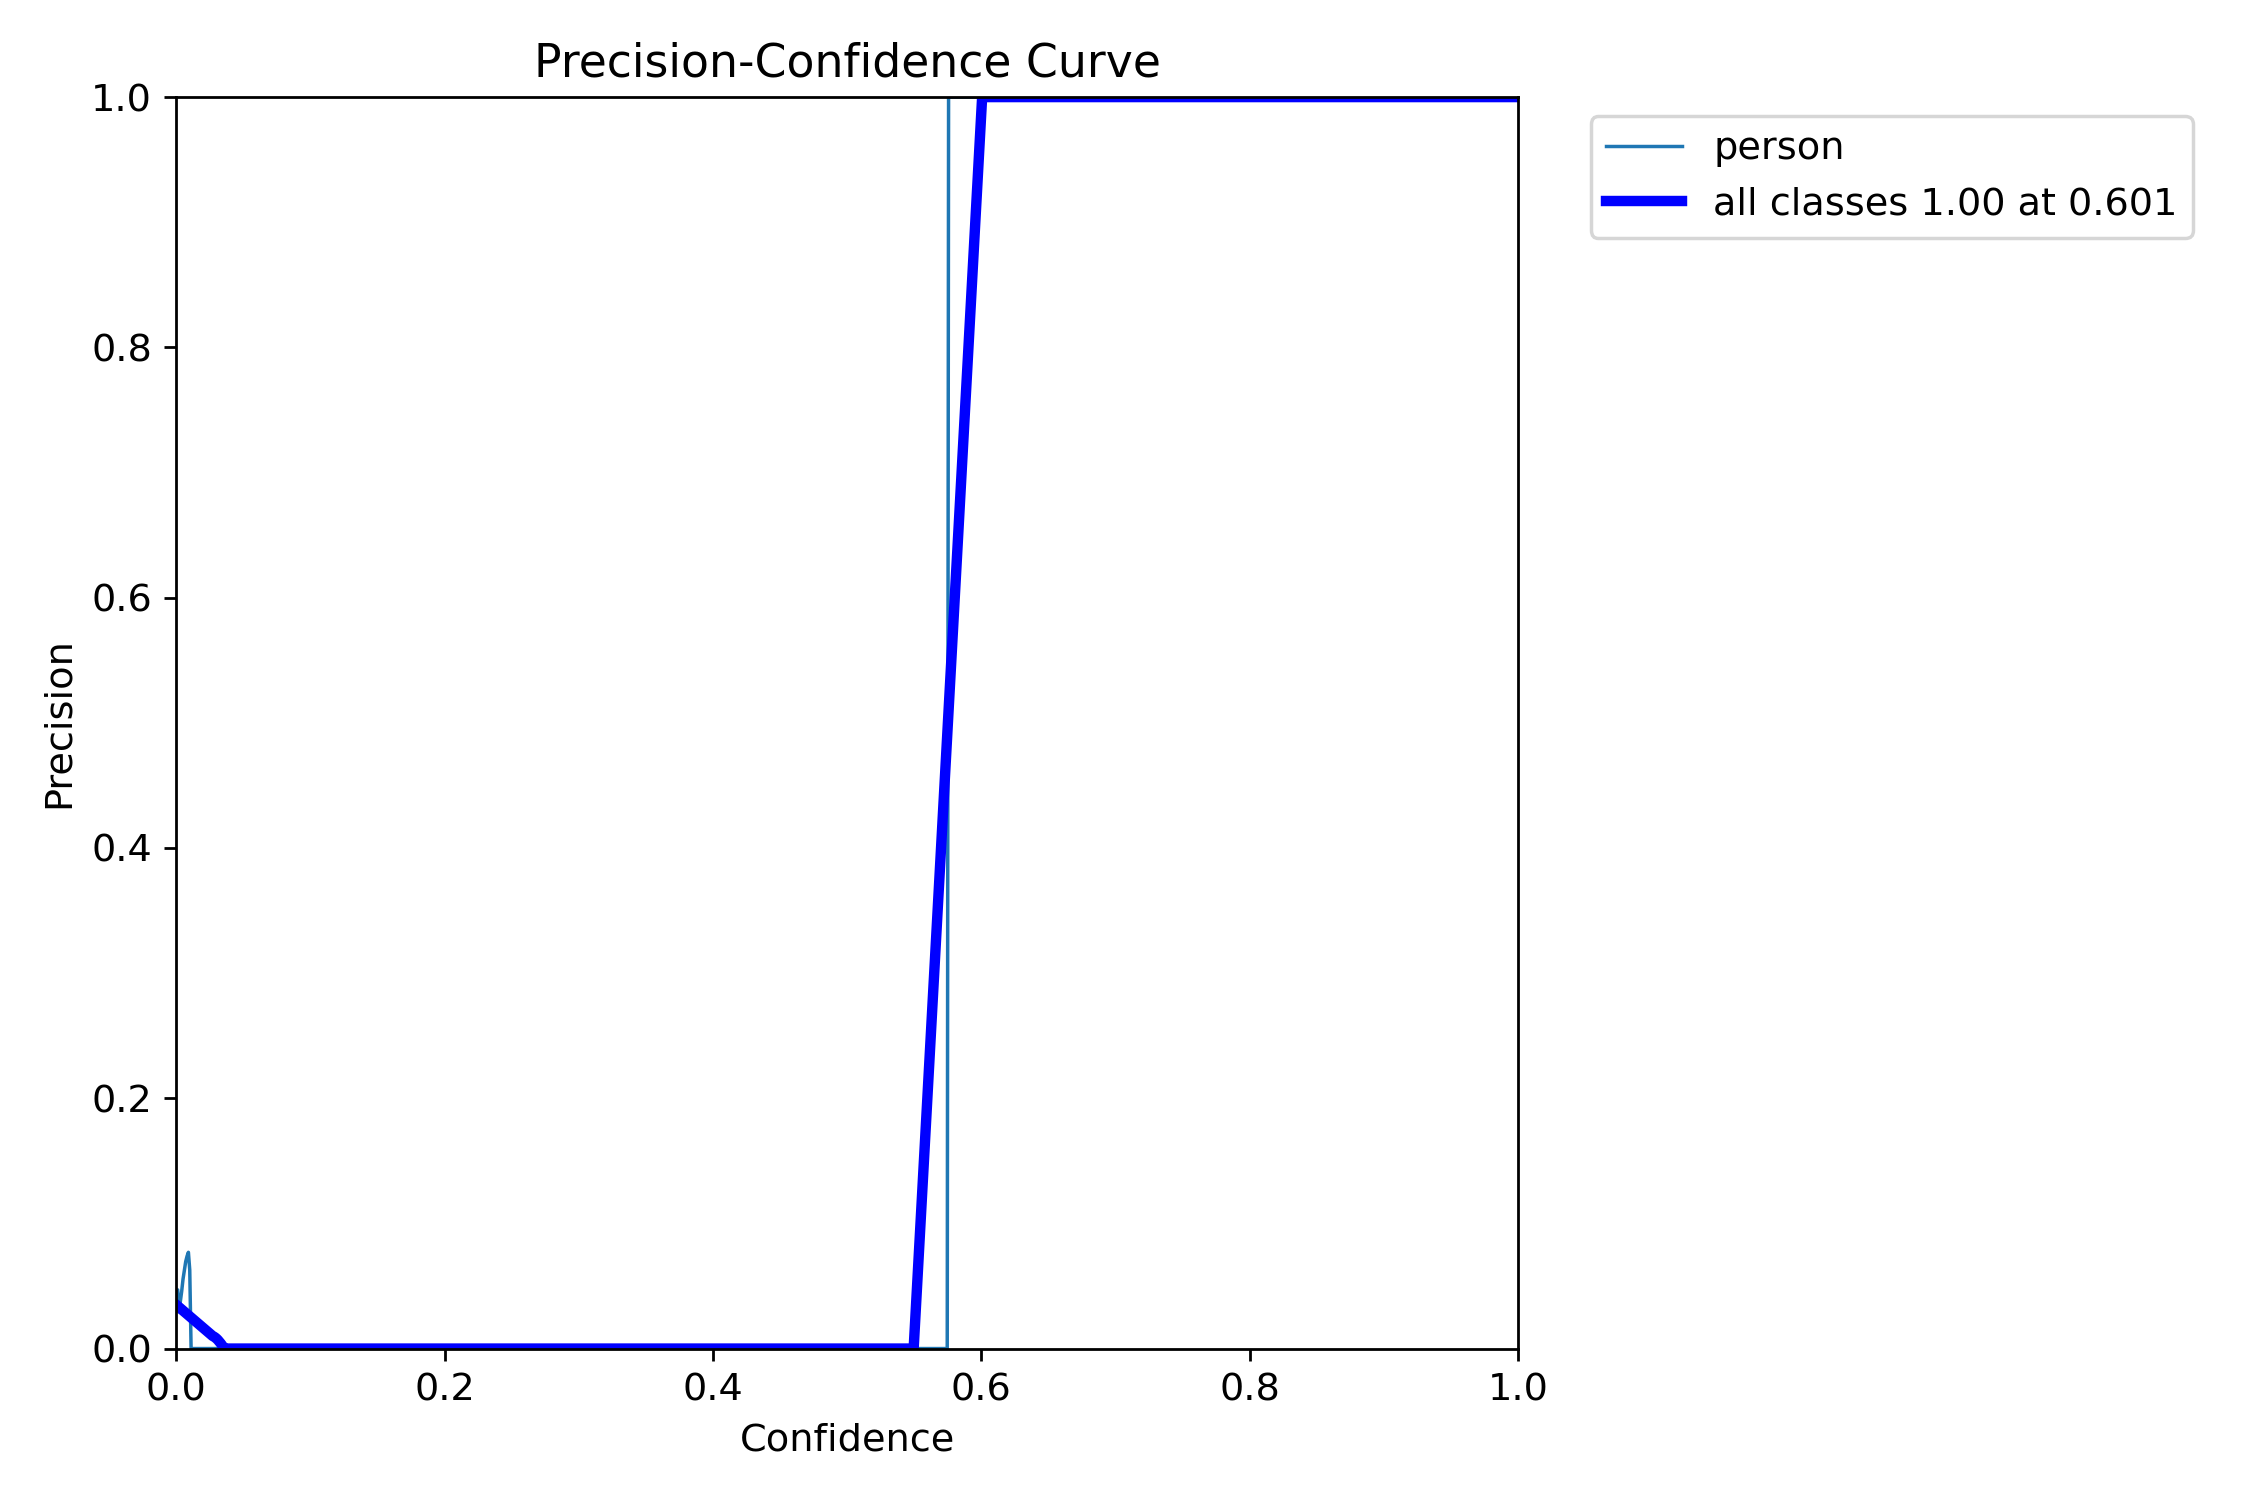 Precision-Confidence Curve
1.0
0.8
0.6
0.4
0.2
0.0
Precision
0.0 0.2 0.4 0.6 0.8 1.0
Confidence
person
all classes 1.00 at 0.601